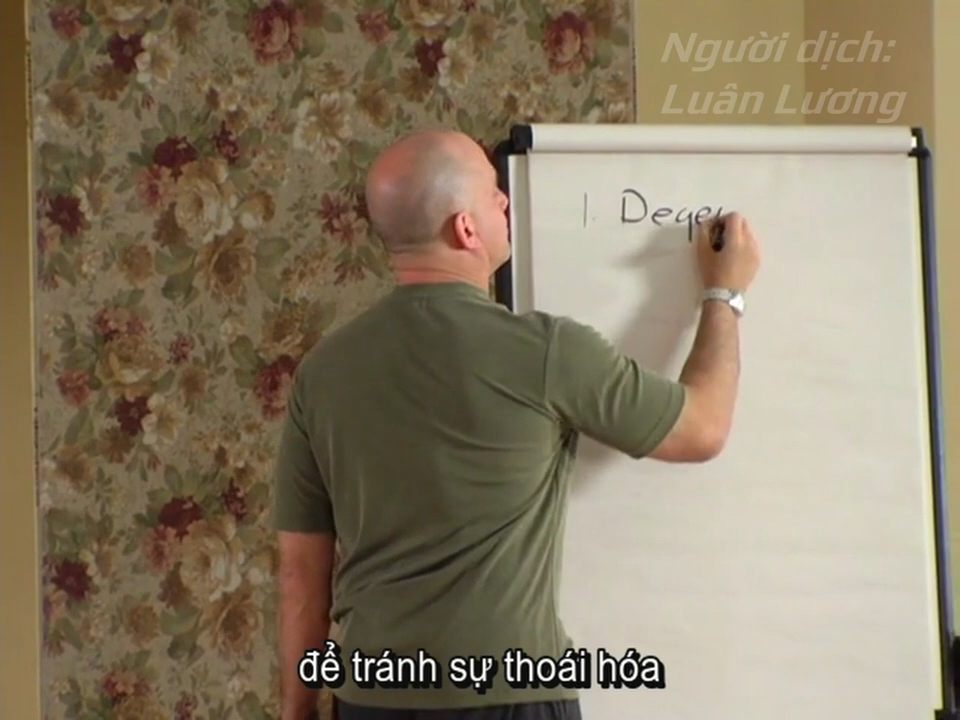 Người dịch:
Luân Lương
1. Degen
để tránh sự thoái hóa